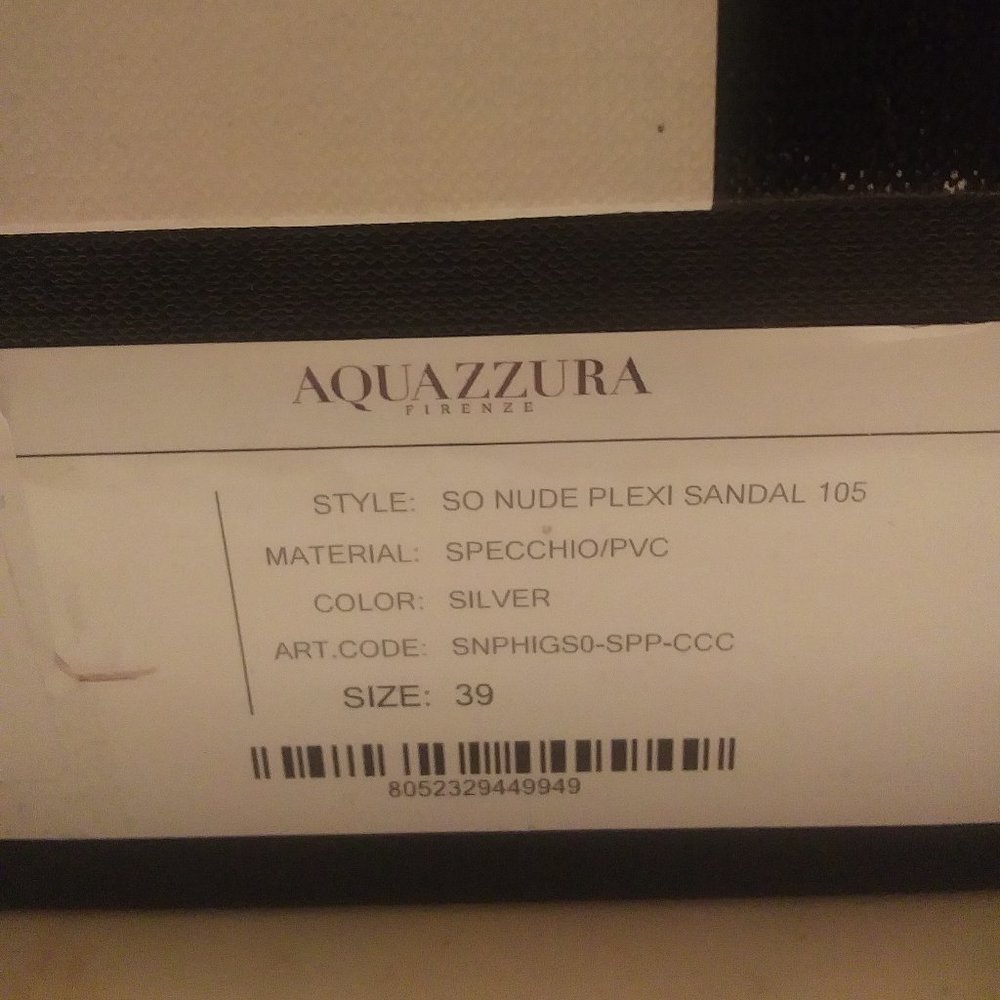 AQUAZZURA
FIRENZE
STYLE: SO NUDE PLEXI SANDAL 105
MATERIAL: SPECCHIO/PVC
COLOR: SILVER
ART.CODE: SNPHIGS0-SPP-CCC
SIZE: 39
8052329449949